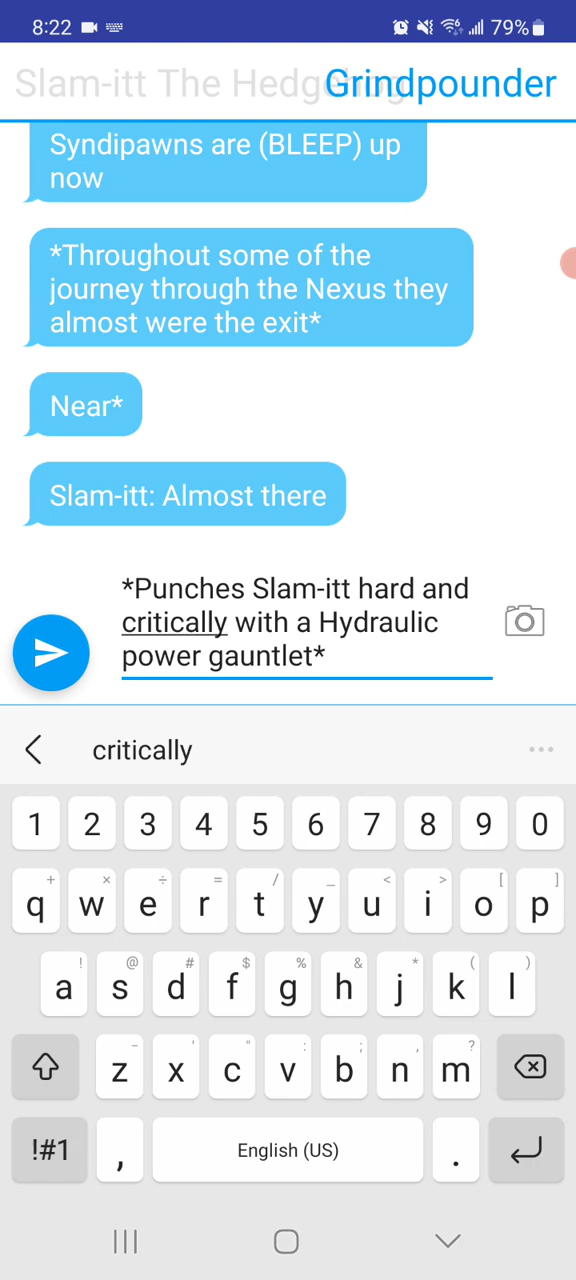 8:22 79%
Slam-itt The Hedgehog Grindpounder
Syndipawns are (BLEEP) up
now
*Throughout some of the
journey through the Nexus they
almost were the exit*
Near*
Slam-itt: Almost there
*Punches Slam-itt hard and
critically with a Hydraulic
power gauntlet*
critically
1 2 3 4 5 6 7 8 9 0
+ × ÷ = / _ < > [ ]
q w e r t y u i o p
! @ # $ % & * ( )
a s d f g h j k l
- ' " : ; , ?
z x c v b n m
!#1 , English (US) .